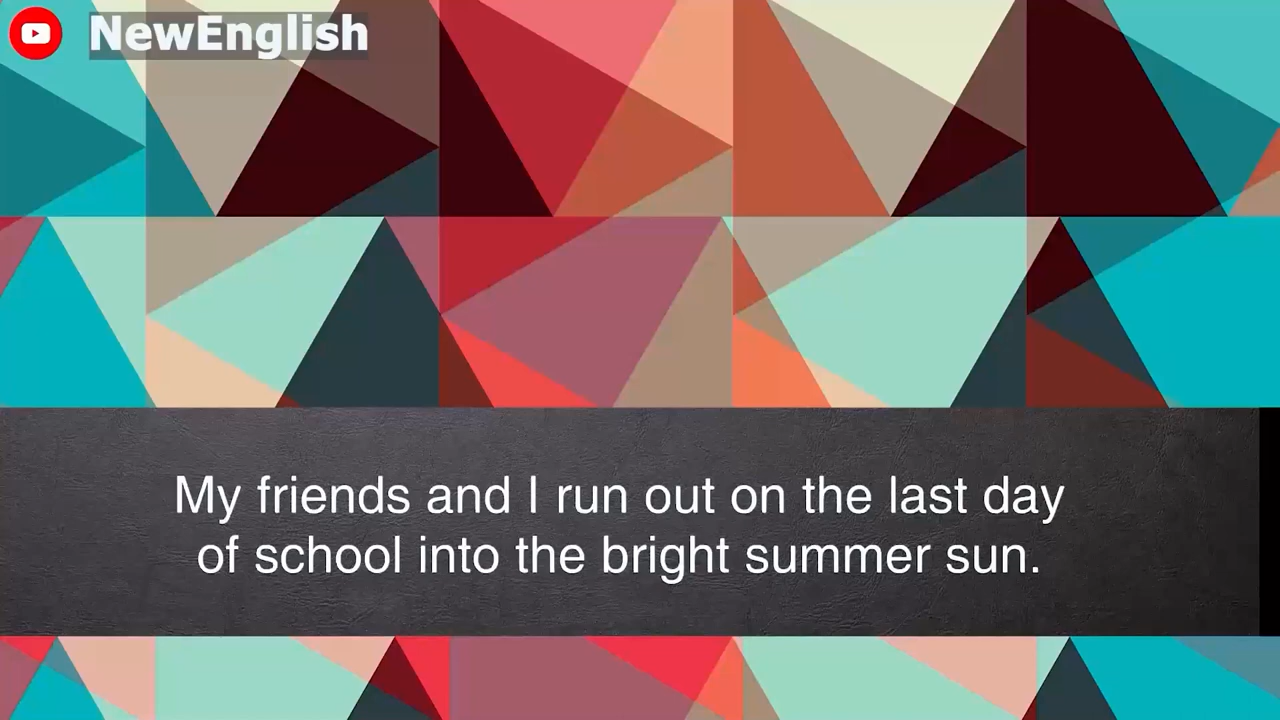 NewEnglish
My friends and I run out on the last day
of school into the bright summer sun.